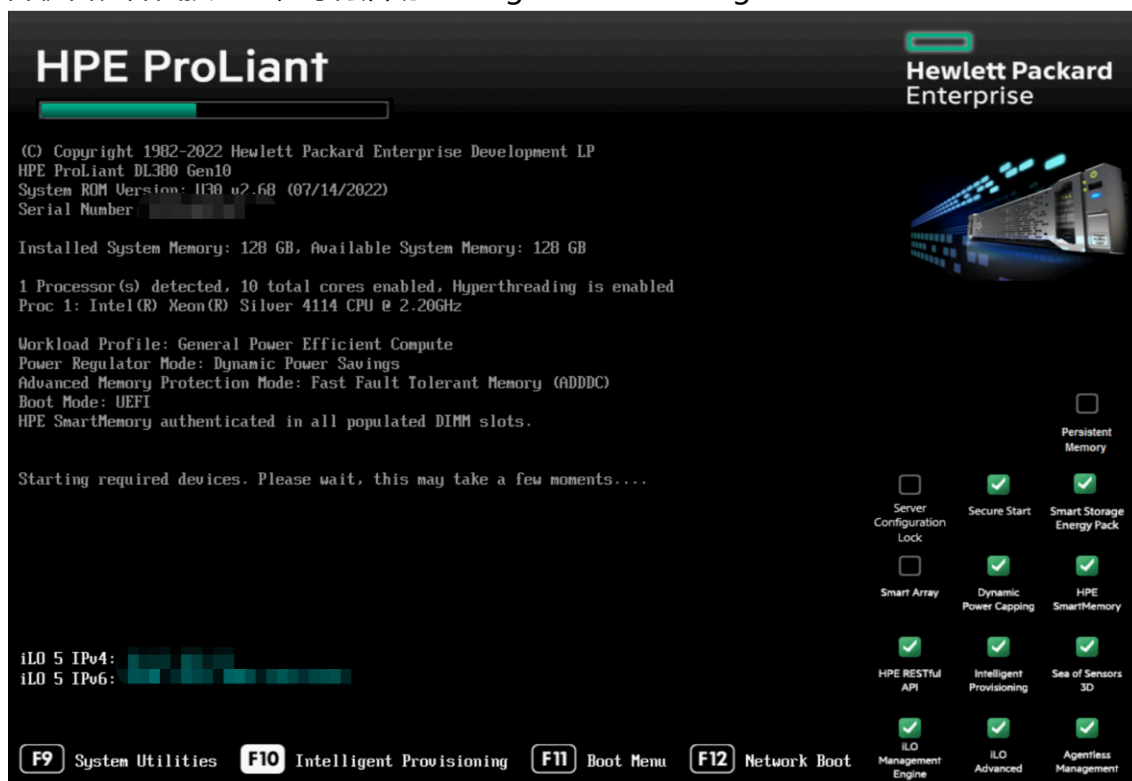 HPE ProLiant
Hewlett Packard
Enterprise
(C) Copyright 1982-2022 Hewlett Packard Enterprise Development LP
HPE ProLiant DL380 Gen10
System ROM Version: U30 v2.68 (07/14/2022)
Serial Number
Installed System Memory: 128 GB, Available System Memory: 128 GB
1 Processor(s) detected, 10 total cores enabled, Hyperthreading is enabled
Proc 1: Intel(R) Xeon(R) Silver 4114 CPU @ 2.20GHz
Workload Profile: General Power Efficient Compute
Power Regulator Mode: Dynamic Power Savings
Advanced Memory Protection Mode: Fast Fault Tolerant Memory (ADDDC)
Boot Mode: UEFI
HPE SmartMemory authenticated in all populated DIMM slots.
Starting required devices. Please wait, this may take a few moments....
Persistent
Memory
Server
Configuration
Lock
Secure Start
Smart Storage
Energy Pack
Smart Array
Dynamic
Power Capping
HPE
SmartMemory
iLO 5 IPv4:
iLO 5 IPv6:
HPE RESTful
API
Intelligent
Provisioning
Sea of Sensors
3D
iLO
Management
Engine
iLO
Advanced
Agentless
Management
F9 System Utilities F10 Intelligent Provisioning F11 Boot Menu F12 Network Boot